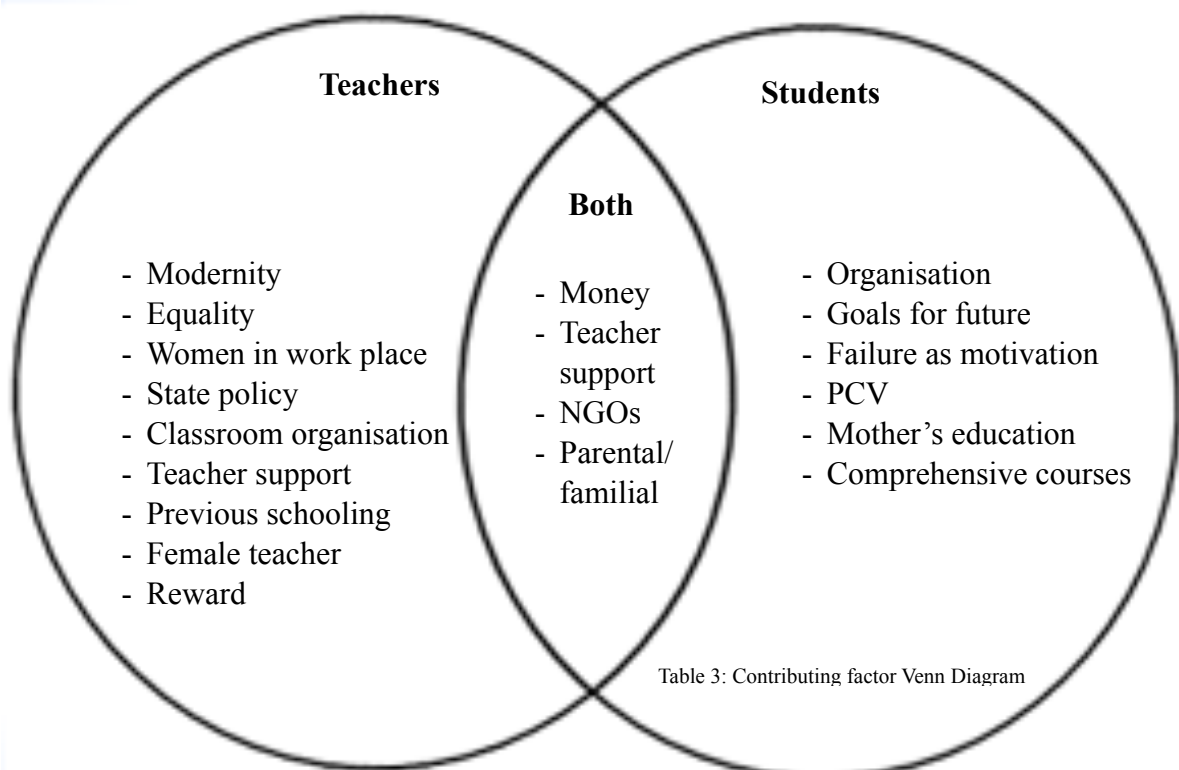 Teachers
- Modernity
- Equality
- Women in work place
- State policy
- Classroom organisation
- Teacher support
- Previous schooling
- Female teacher
- Reward
Both
- Money
- Teacher
support
- NGOs
- Parental/
familial
Students
- Organisation
- Goals for future
- Failure as motivation
- PCV
- Mother’s education
- Comprehensive courses
Table 3: Contributing factor Venn Diagram